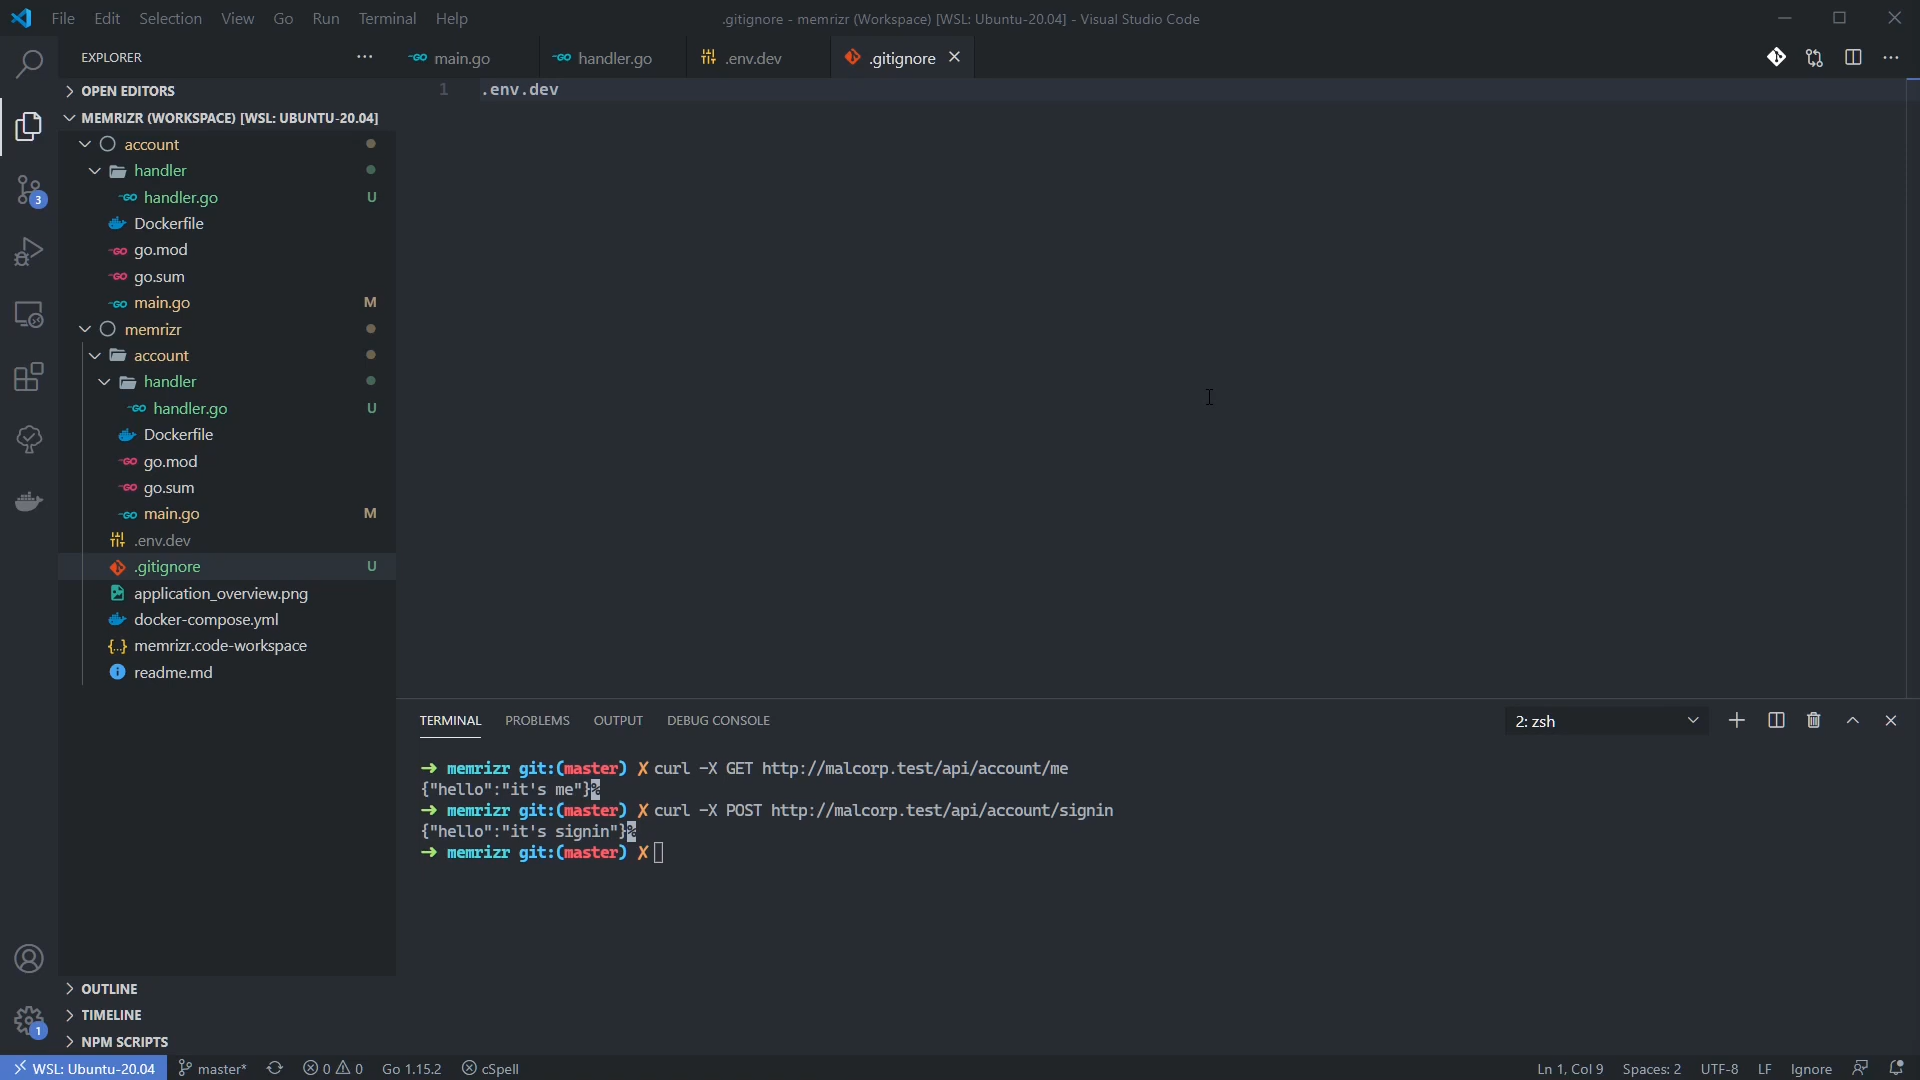 File Edit Selection View Go Run Terminal Help
.gitignore - memrizr (Workspace) [WSL: Ubuntu-20.04] - Visual Studio Code
EXPLORER
main.go
handler.go
.env.dev
.gitignore
OPEN EDITORS
1 .env.dev
MEMRIZR (WORKSPACE) [WSL: UBUNTU-20.04]
account
handler
handler.go U
3
Dockerfile
go.mod
go.sum
main.go M
memrizr
account
handler
handler.go U
Dockerfile
go.mod
go.sum
main.go M
.env.dev
.gitignore U
application_overview.png
docker-compose.yml
memrizr.code-workspace
readme.md
TERMINAL PROBLEMS OUTPUT DEBUG CONSOLE
2: zsh
➜ memrizr git:(master) ✗ curl -X GET http://malcorp.test/api/account/me
{"hello":"it's me"}%
➜ memrizr git:(master) ✗ curl -X POST http://malcorp.test/api/account/signin
{"hello":"it's signin"}%
➜ memrizr git:(master) ✗
OUTLINE
TIMELINE
1
NPM SCRIPTS
WSL: Ubuntu-20.04 master* 0 0 Go 1.15.2 cSpell
Ln 1, Col 9 Spaces: 2 UTF-8 LF Ignore